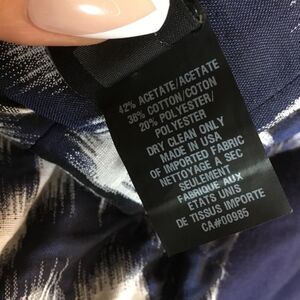 42% ACETATE/ACETATE
38% COTTON/COTON
20% POLYESTER/
POLYESTER
DRY CLEAN ONLY
MADE IN U.S.A
OF IMPORTED FABRIC
NETTOYAGE A SEC
SEULEMENT
FABRIQUE AUX
ETATS UNIS
DE TISSUS IMPORTE
CA#00985